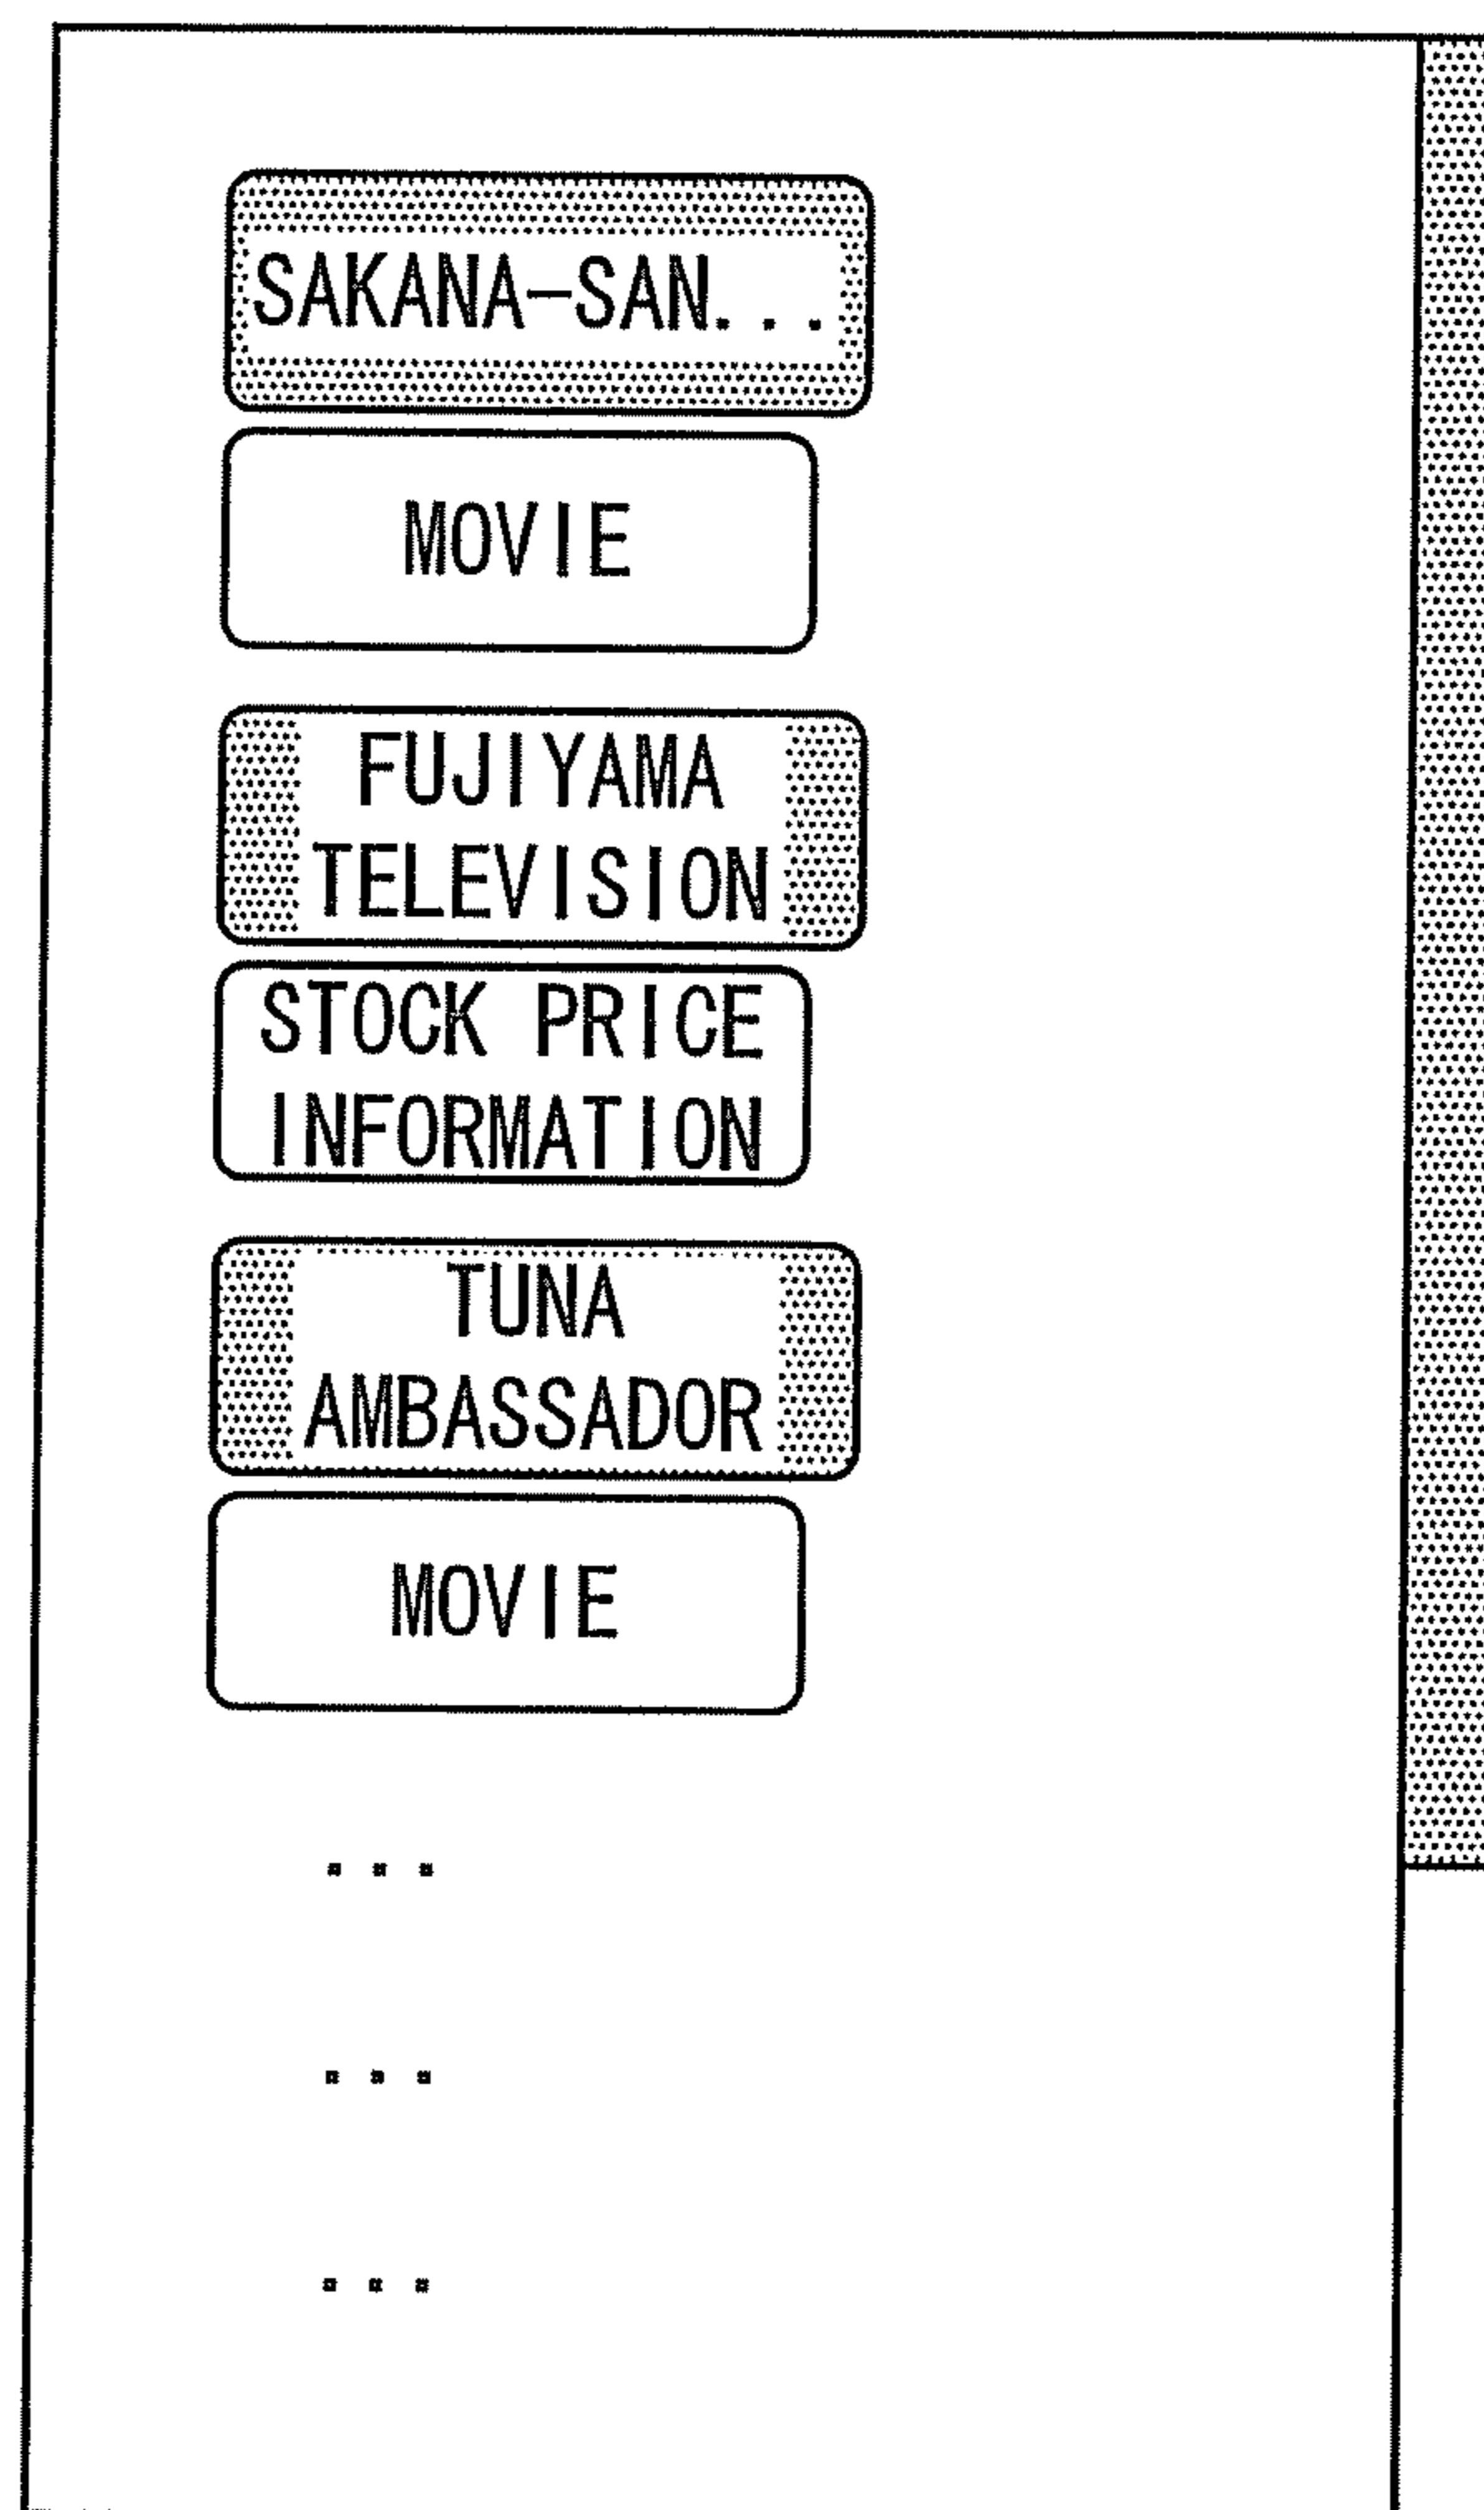 SAKANA-SAN...
MOVIE
FUJIYAMA
TELEVISION
STOCK PRICE
INFORMATION
TUNA
AMBASSADOR
MOVIE
...
...
...